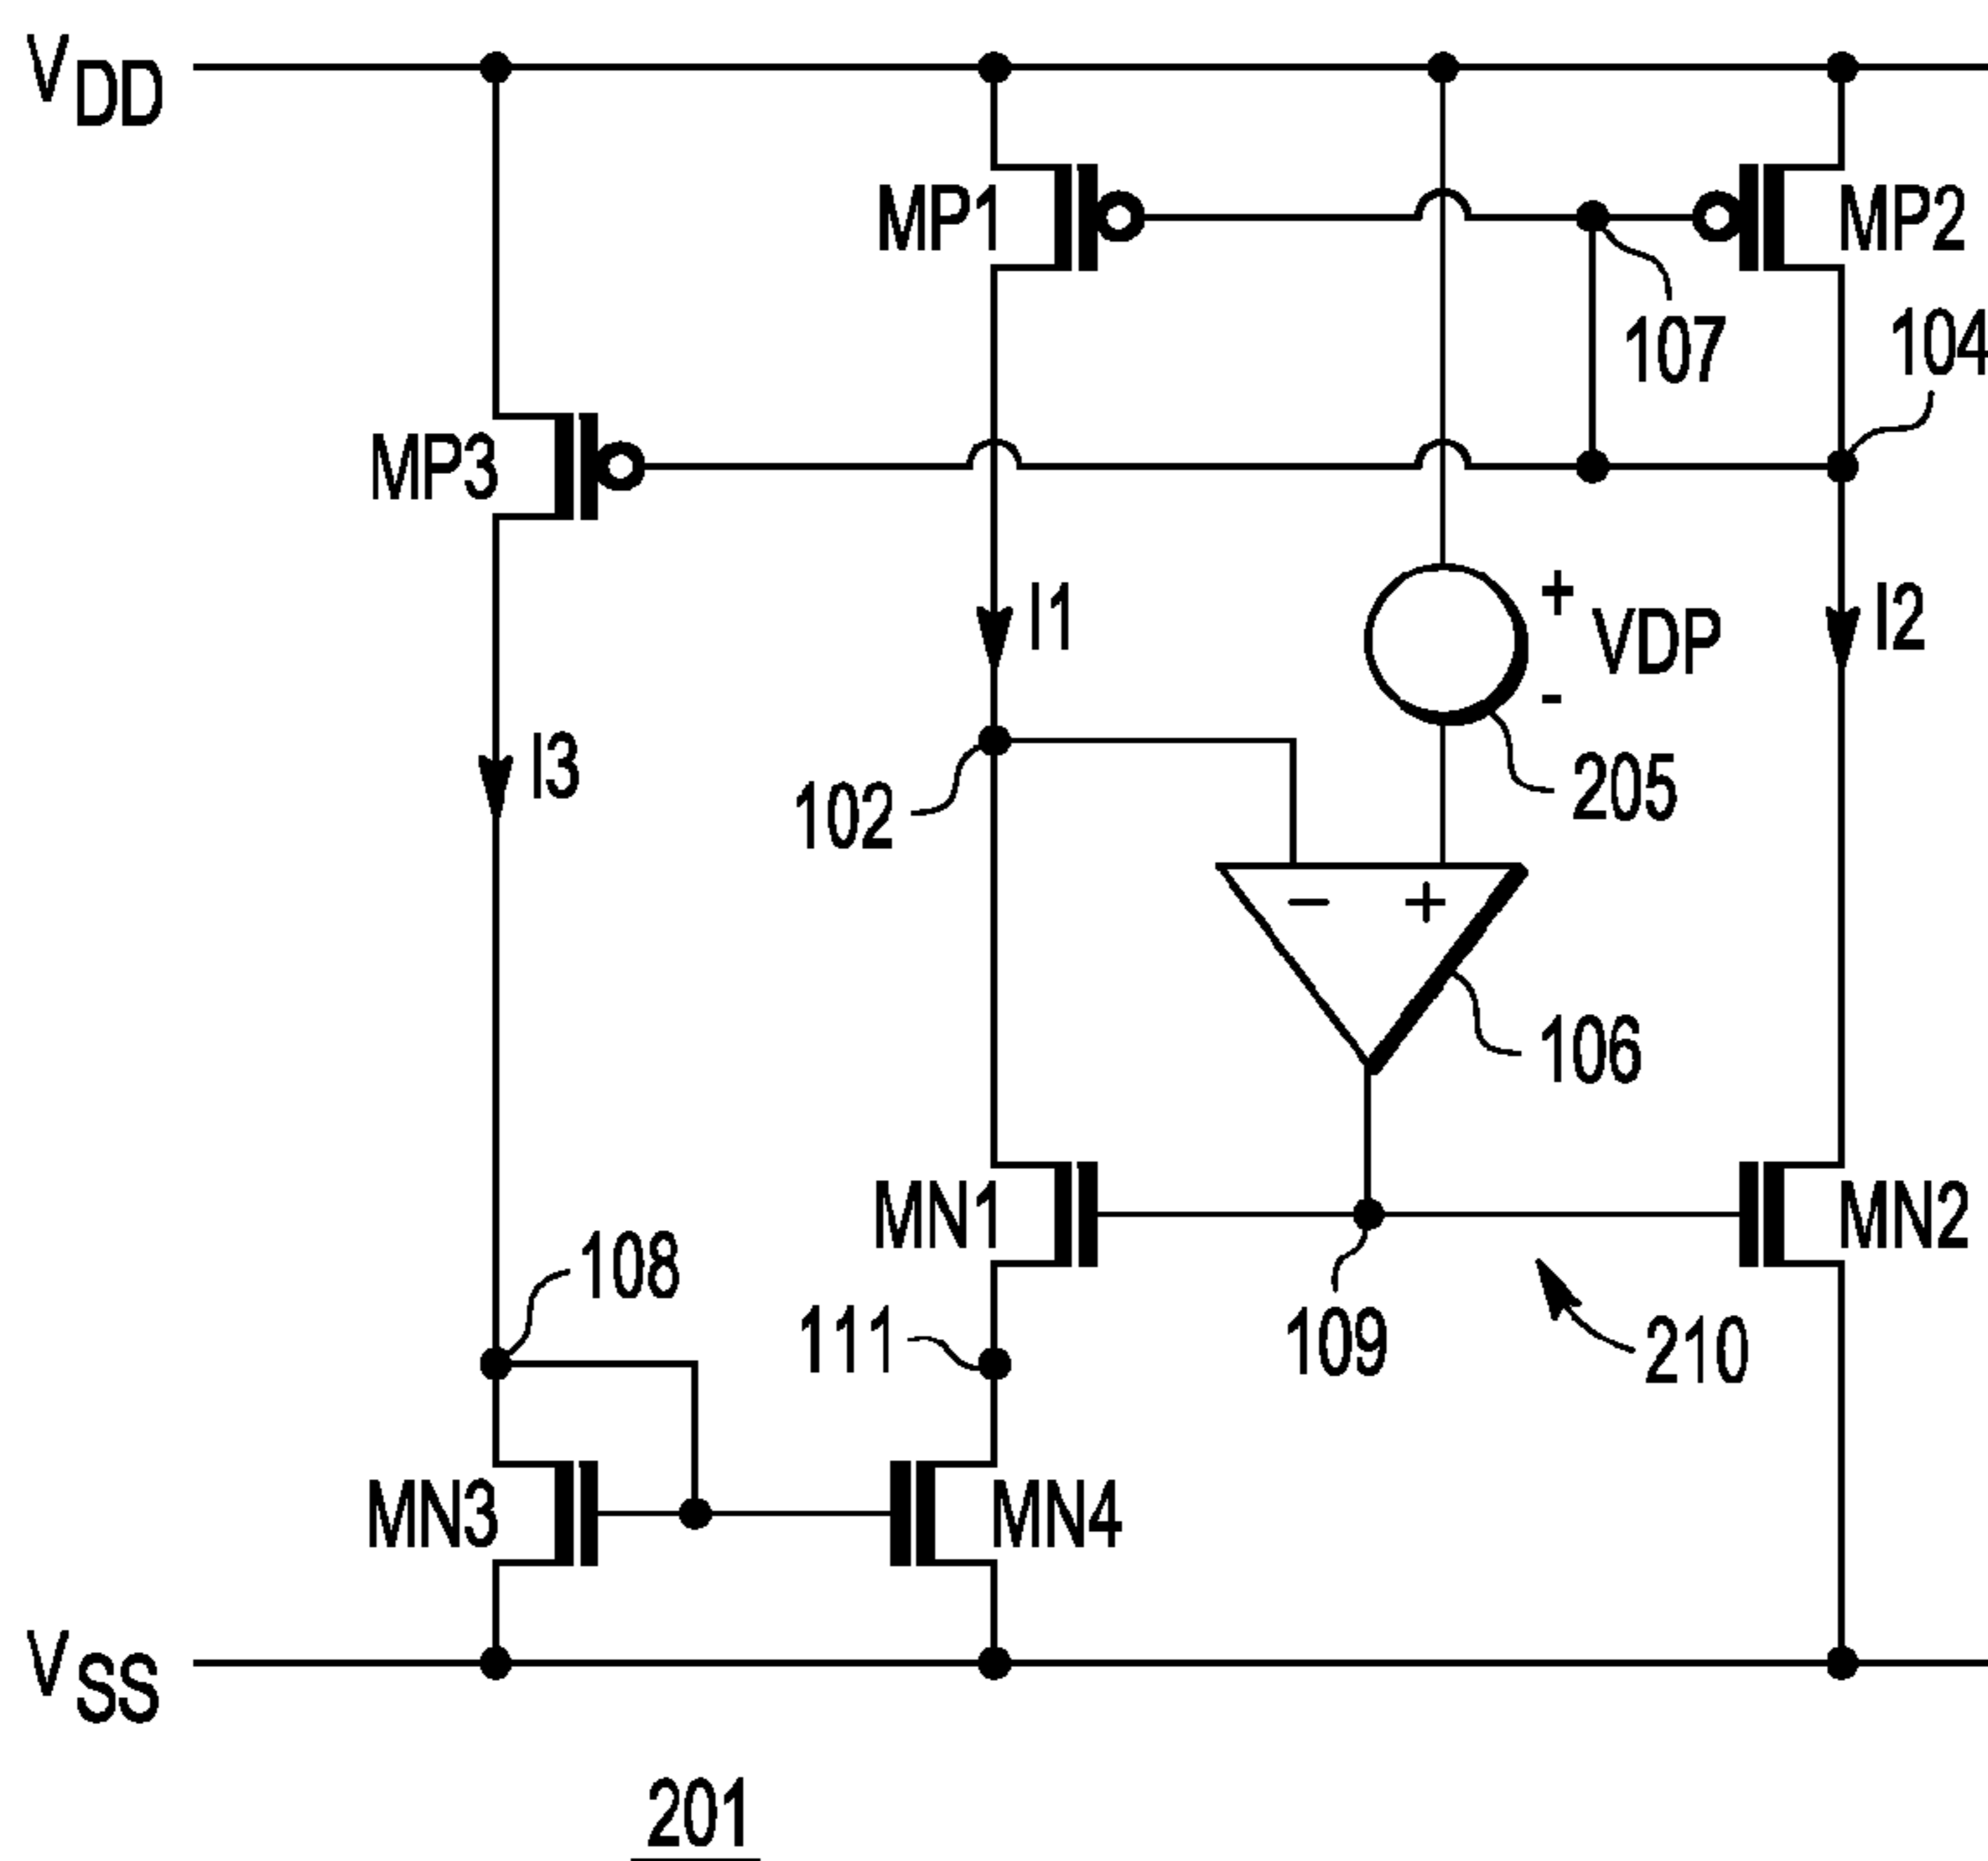 VDD
MP1
MP2
107
104
MP3
I1
+
VDP
-
I2
I3
102
205
− +
106
MN1
MN2
108
111
109
210
MN3
MN4
VSS
201